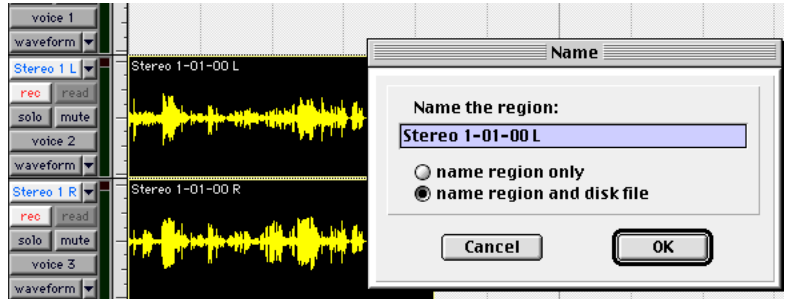 voice 1
waveform
Stereo 1 L
rec read
solo mute
voice 2
waveform
Stereo 1-01-00 L
Stereo 1 R
rec read
solo mute
voice 3
waveform
Stereo 1-01-00 R
Name
Name the region:
Stereo 1-01-00 L
name region only
name region and disk file
Cancel OK